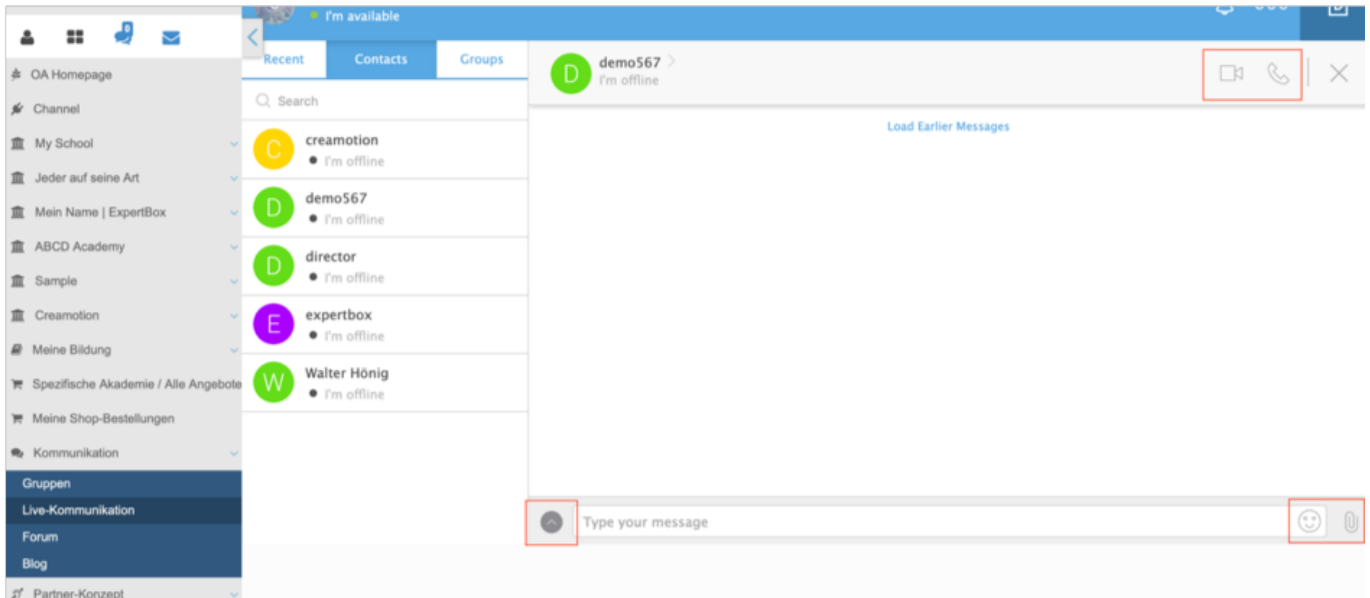 0
I'm available
OA Homepage
Channel
My School
Jeder auf seine Art
Mein Name | ExpertBox
ABCD Academy
Sample
Creamotion
Meine Bildung
Spezifische Akademie / Alle Angebote
Meine Shop-Bestellungen
Kommunikation
Gruppen
Live-Kommunikation
Forum
Blog
Partner-Konzept
Recent Contacts Groups
Search
C
creamotion
I'm offline
D
demo567
I'm offline
D
director
I'm offline
E
expertbox
I'm offline
W
Walter Hönig
I'm offline
D
demo567
I'm offline
Load Earlier Messages
Type your message